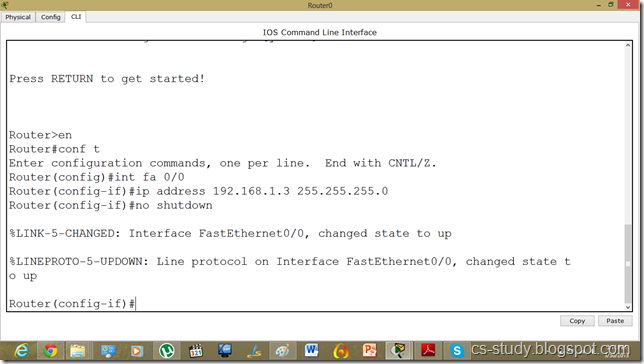 Router0
Physical Config CLI
IOS Command Line Interface
Press RETURN to get started!
Router>en
Router#conf t
Enter configuration commands, one per line.  End with CNTL/Z.
Router(config)#int fa 0/0
Router(config-if)#ip address 192.168.1.3 255.255.255.0
Router(config-if)#no shutdown
%LINK-5-CHANGED: Interface FastEthernet0/0, changed state to up
%LINEPROTO-5-UPDOWN: Line protocol on Interface FastEthernet0/0, changed state t
o up
Router(config-if)#
Copy Paste
cs-study.blogspot.com